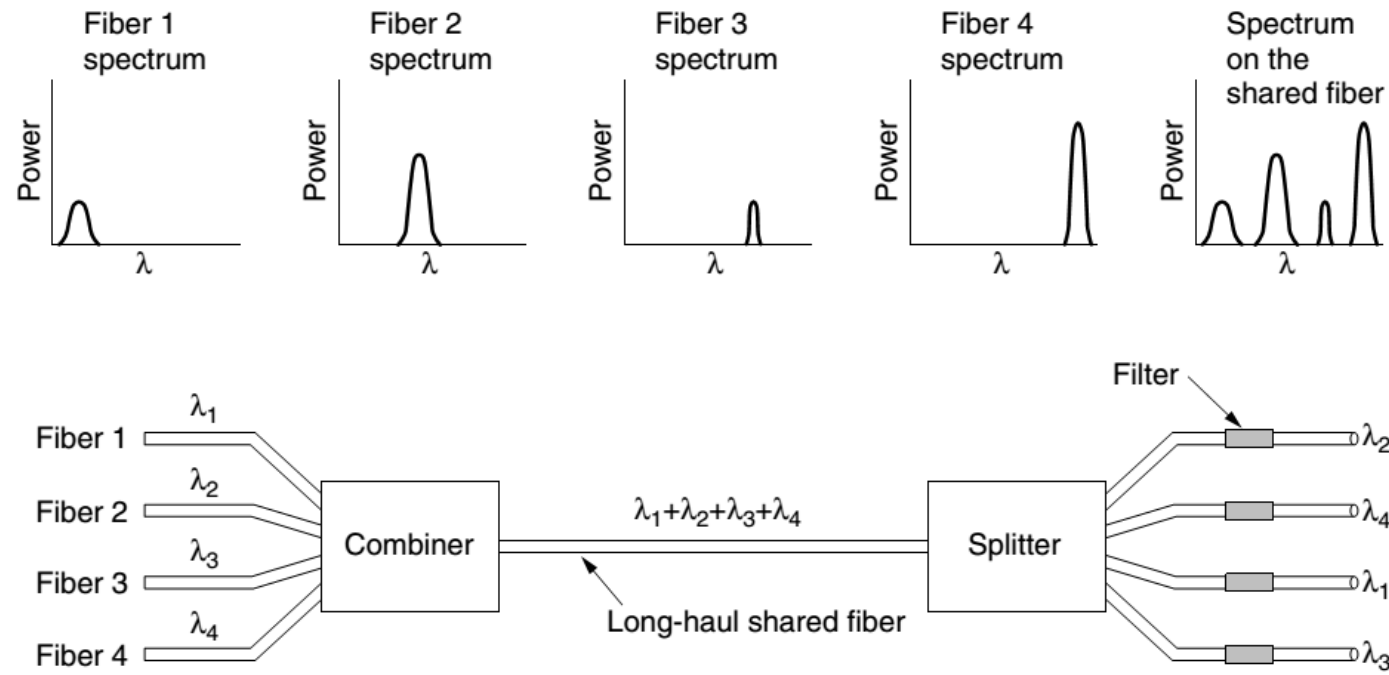 Fiber 1
spectrum
Fiber 2
spectrum
Fiber 3
spectrum
Fiber 4
spectrum
Spectrum
on the
shared fiber
Power
λ
Power
λ
Power
λ
Power
λ
Power
λ
Filter
Fiber 1
λ1
λ2
Fiber 2
λ2
λ1+λ2+λ3+λ4
λ4
Combiner
Splitter
Fiber 3
λ3
λ1
Long-haul shared fiber
Fiber 4
λ4
λ3